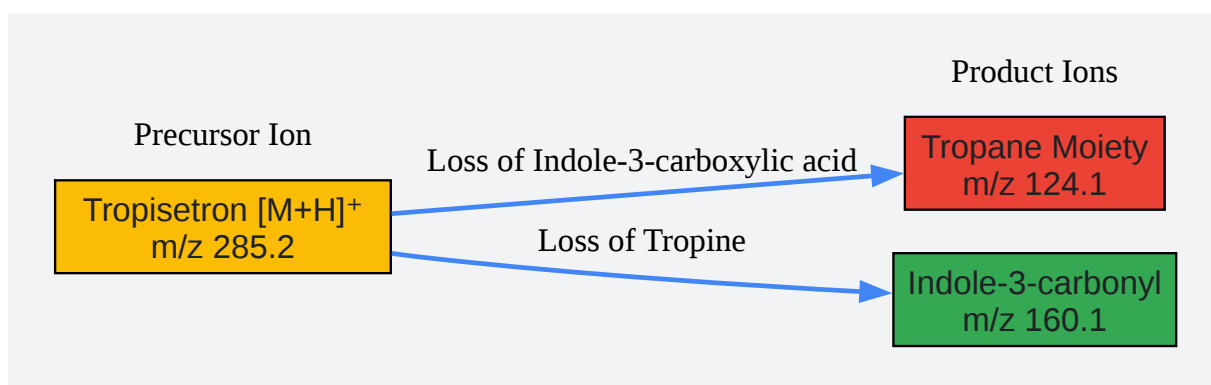 Product Ions
Precursor Ion
Loss of Indole-3-carboxylic acid
Tropane Moiety
m/z 124.1
Tropisetron [M+H]⁺
m/z 285.2
Loss of Tropine
Indole-3-carbonyl
m/z 160.1